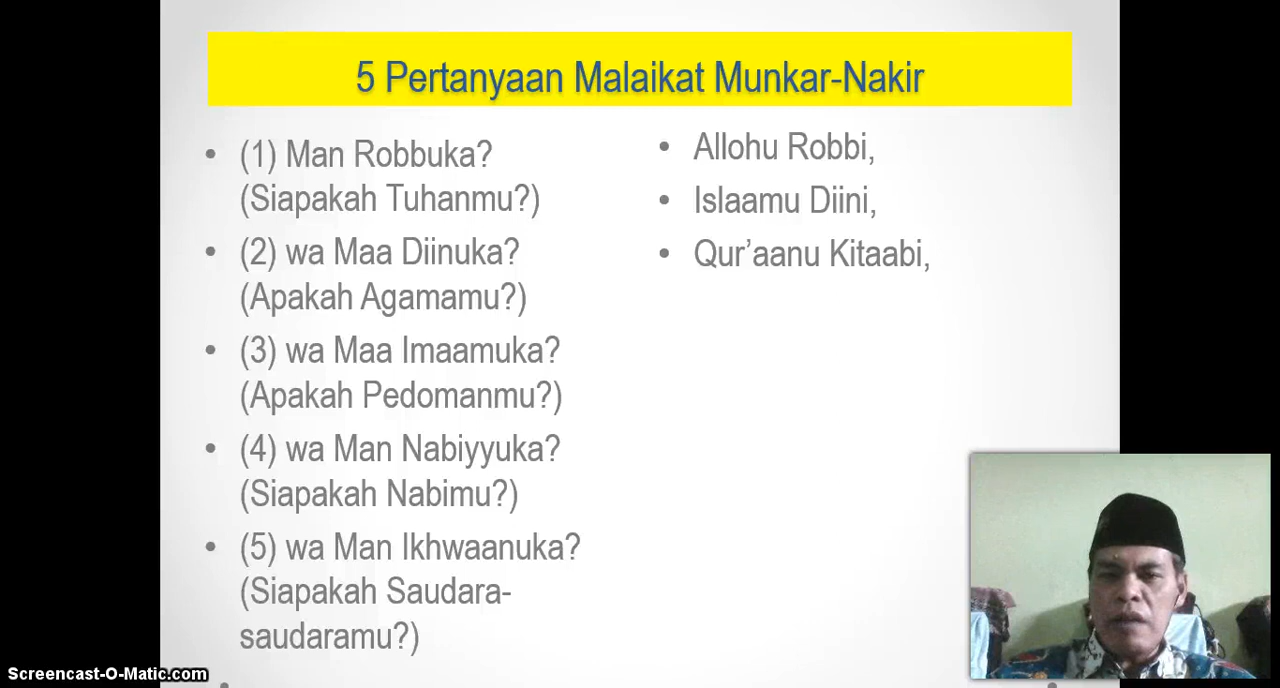 5 Pertanyaan Malaikat Munkar-Nakir
• (1) Man Robbuka?
(Siapakah Tuhanmu?)
• (2) wa Maa Diinuka?
(Apakah Agamamu?)
• (3) wa Maa Imaamuka?
(Apakah Pedomanmu?)
• (4) wa Man Nabiyyuka?
(Siapakah Nabimu?)
• (5) wa Man Ikhwaanuka?
(Siapakah Saudara-
saudaramu?)
• Allohu Robbi,
• Islaamu Diini,
• Qur’aanu Kitaabi,
Screencast-O-Matic.com